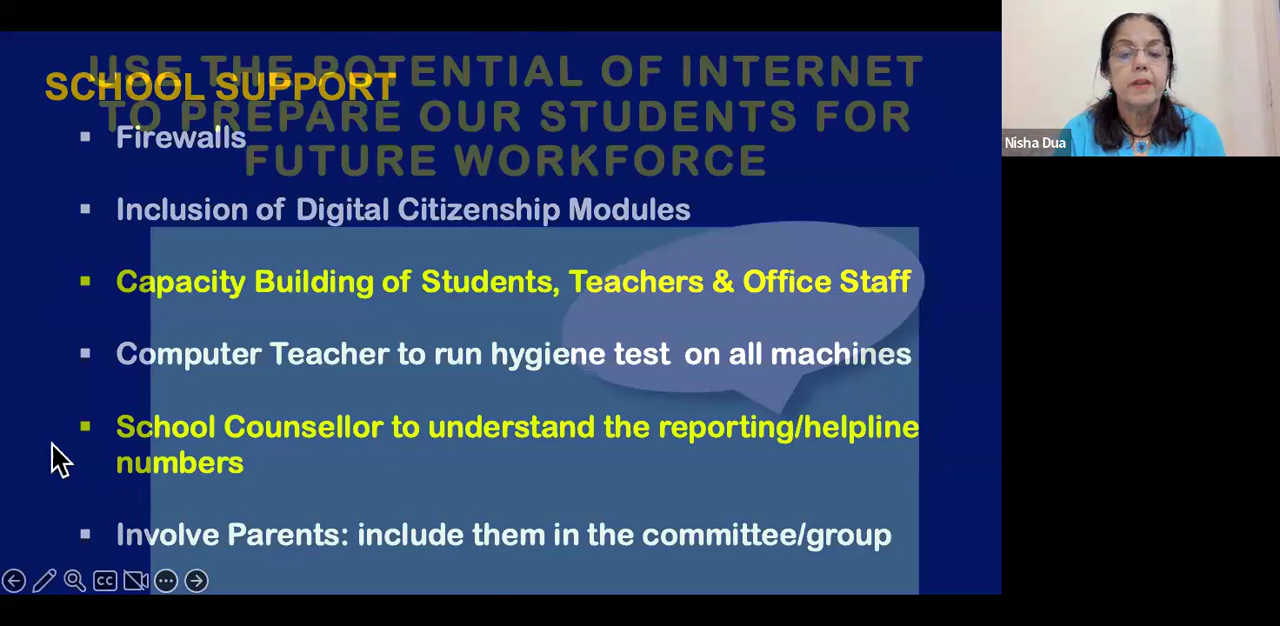 USE THE POTENTIAL OF INTERNET
TO PREPARE OUR STUDENTS FOR
FUTURE WORKFORCE
SCHOOL SUPPORT
▪ Firewalls
▪ Inclusion of Digital Citizenship Modules
▪ Capacity Building of Students, Teachers & Office Staff
▪ Computer Teacher to run hygiene test on all machines
▪ School Counsellor to understand the reporting/helpline
numbers
▪ Involve Parents: include them in the committee/group
CC
Nisha Dua